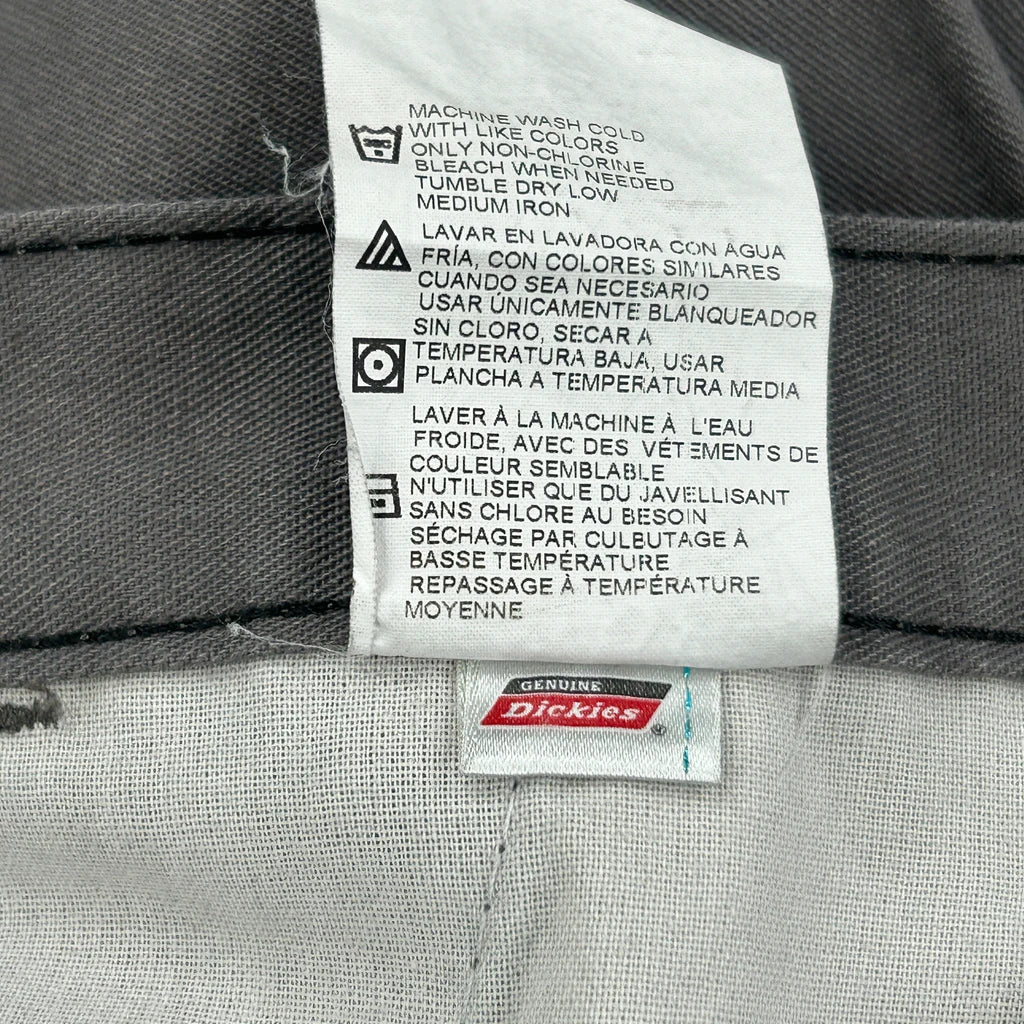 MACHINE WASH COLD
WITH LIKE COLORS
ONLY NON-CHLORINE
BLEACH WHEN NEEDED
TUMBLE DRY LOW
MEDIUM IRON
LAVAR EN LAVADORA CON AGUA
FRÍA, CON COLORES SIMILARES
CUANDO SEA NECESARIO
USAR ÚNICAMENTE BLANQUEADOR
SIN CLORO, SECAR A
TEMPERATURA BAJA, USAR
PLANCHA A TEMPERATURA MEDIA
LAVER À LA MACHINE À L'EAU
FROIDE, AVEC DES VÉTEMENTS DE
COULEUR SEMBLABLE
N'UTILISER QUE DU JAVELLISANT
SANS CHLORE AU BESOIN
SÉCHAGE PAR CULBUTAGE À
BASSE TEMPÉRATURE
REPASSAGE À TEMPÉRATURE
MOYENNE
GENUINE
Dickies®